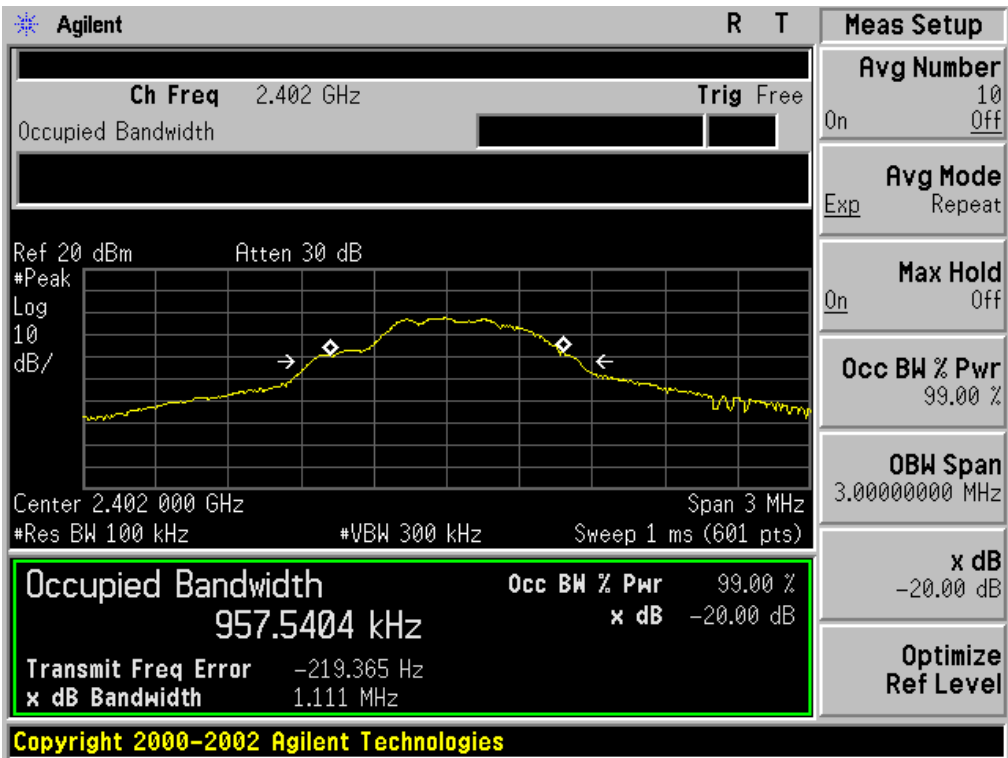 Agilent R T
Ch Freq 2.402 GHz Trig Free
Occupied Bandwidth
Ref 20 dBm Atten 30 dB
#Peak
Log
10
dB/
Center 2.402 000 GHz Span 3 MHz
#Res BW 100 kHz #VBW 300 kHz Sweep 1 ms (601 pts)
Occupied Bandwidth
957.5404 kHz
Occ BW % Pwr 99.00 %
x dB -20.00 dB
Transmit Freq Error -219.365 Hz
x dB Bandwidth 1.111 MHz
Copyright 2000-2002 Agilent Technologies
Meas Setup
Avg Number
10
On Off
Avg Mode
Exp Repeat
Max Hold
On Off
Occ BW % Pwr
99.00 %
OBW Span
3.00000000 MHz
x dB
-20.00 dB
Optimize
Ref Level